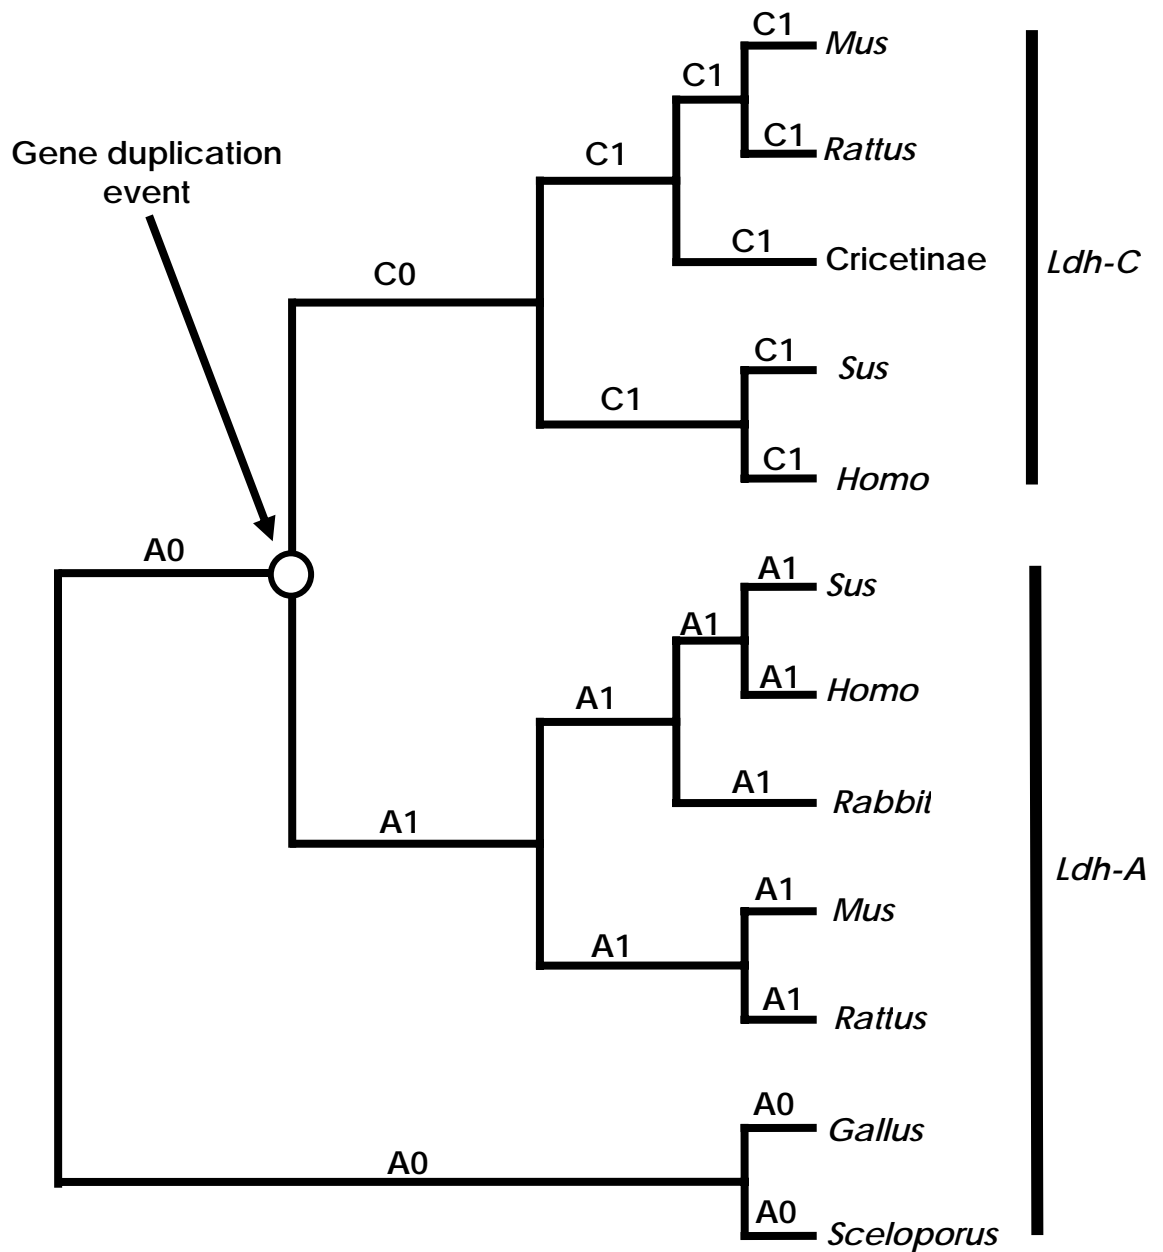 C1
Mus
C1
C1
Rattus
C1
Gene duplication
event
C1
Cricetinae
Ldh-C
C0
C1
Sus
C1
C1
Homo
A0
A1
Sus
A1
A1
Homo
A1
A1
Rabbit
A1
Ldh-A
A1
Mus
A1
A1
Rattus
A0
Gallus
A0
A0
Sceloporus